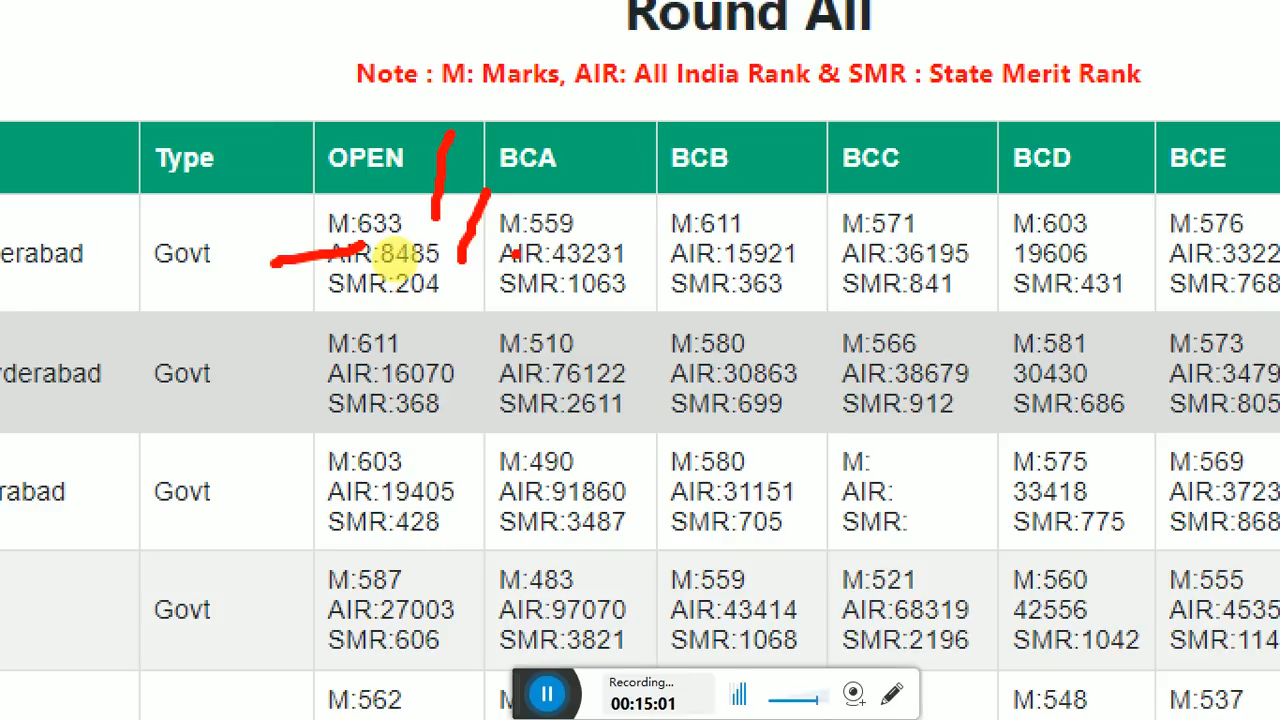 Round All
Note : M: Marks, AIR: All India Rank & SMR : State Merit Rank
Type OPEN BCA BCB BCC BCD BCE
M:633 M:559 M:611 M:571 M:603 M:576
erabad Govt AIR:8485 AIR:43231 AIR:15921 AIR:36195 19606 AIR:3322
SMR:204 SMR:1063 SMR:363 SMR:841 SMR:431 SMR:768
M:611 M:510 M:580 M:566 M:581 M:573
yderabad Govt AIR:16070 AIR:76122 AIR:30863 AIR:38679 30430 AIR:3479
SMR:368 SMR:2611 SMR:699 SMR:912 SMR:686 SMR:805
M:603 M:490 M:580 M: M:575 M:569
rabad Govt AIR:19405 AIR:91860 AIR:31151 AIR: 33418 AIR:3723
SMR:428 SMR:3487 SMR:705 SMR: SMR:775 SMR:868
M:587 M:483 M:559 M:521 M:560 M:555
Govt AIR:27003 AIR:97070 AIR:43414 AIR:68319 42556 AIR:4535
SMR:606 SMR:3821 SMR:1068 SMR:2196 SMR:1042 SMR:114
M:562 M:548 M:537
Recording...
00:15:01